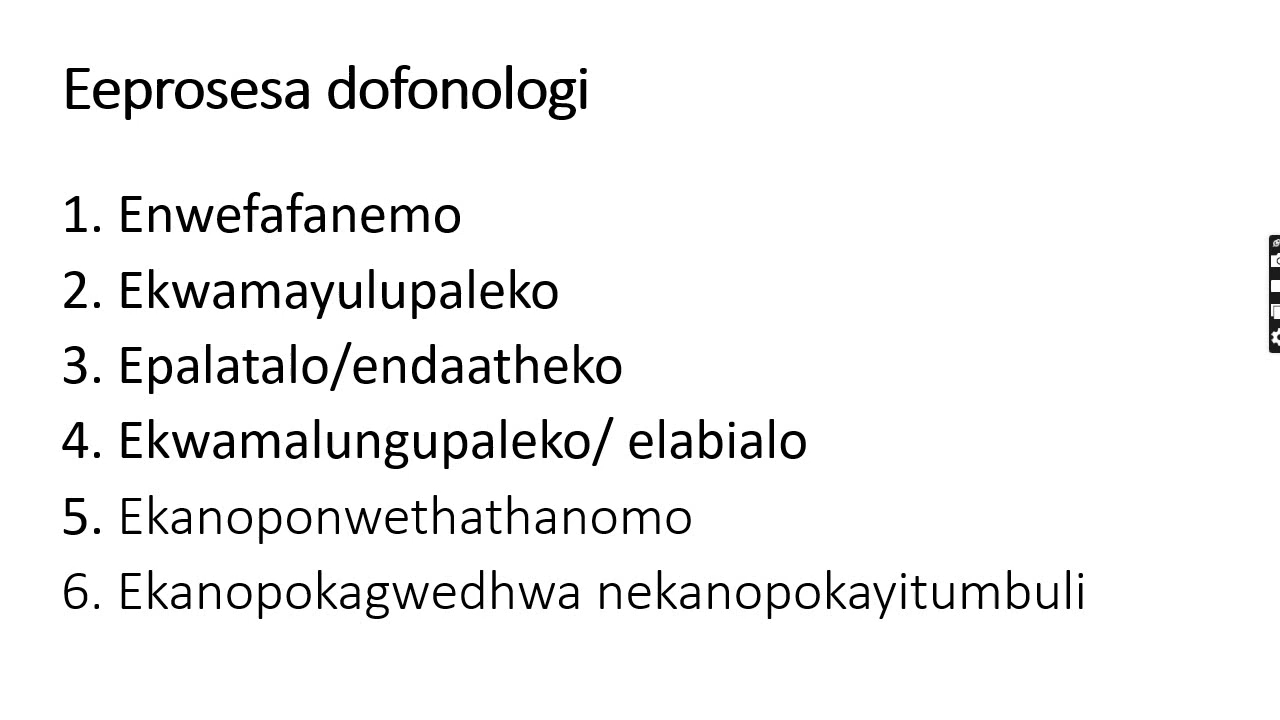 Eeprosesa dofonologi
1. Enwefafanemo
2. Ekwamayulupaleko
3. Epalatalo/endaatheko
4. Ekwamalungupaleko/ elabialo
5. Ekanoponwethathanomo
6. Ekanopokagwedhwa nekanopokayitumbuli